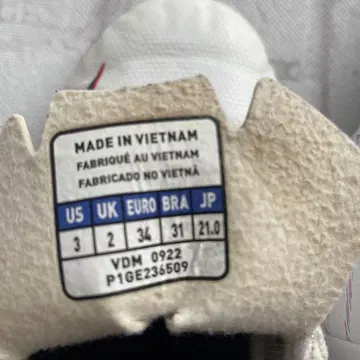 MADE IN VIETNAM
FABRIQUÉ AU VIETNAM
FABRICADO NO VIETNÃ
US UK EURO BRA JP
3 2 34 31 21.0
VDM 0922
P1GE236509